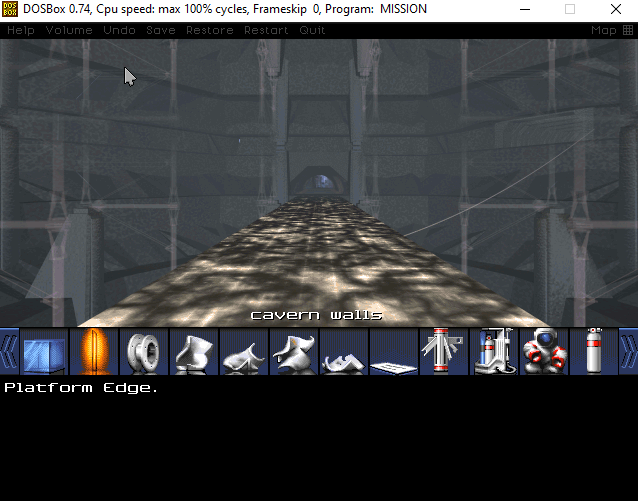 DOSBox 0.74, Cpu speed: max 100% cycles, Frameskip 0, Program: MISSION
Help Volume Undo Save Restore Restart Quit Map
cavern walls
Platform Edge.